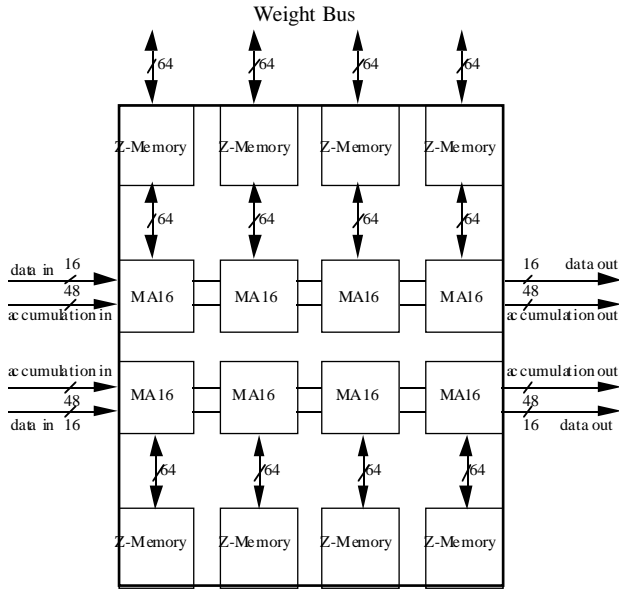 Weight Bus
64 64 64 64
Z-Memory Z-Memory Z-Memory Z-Memory
64 64 64 64
data in 16 MA16 MA16 MA16 MA16 16 data out
48 48
accumulation in accumulation out
accumulation in accumulation out
48 MA16 MA16 MA16 MA16 48
data in 16 16 data out
64 64 64 64
Z-Memory Z-Memory Z-Memory Z-Memory